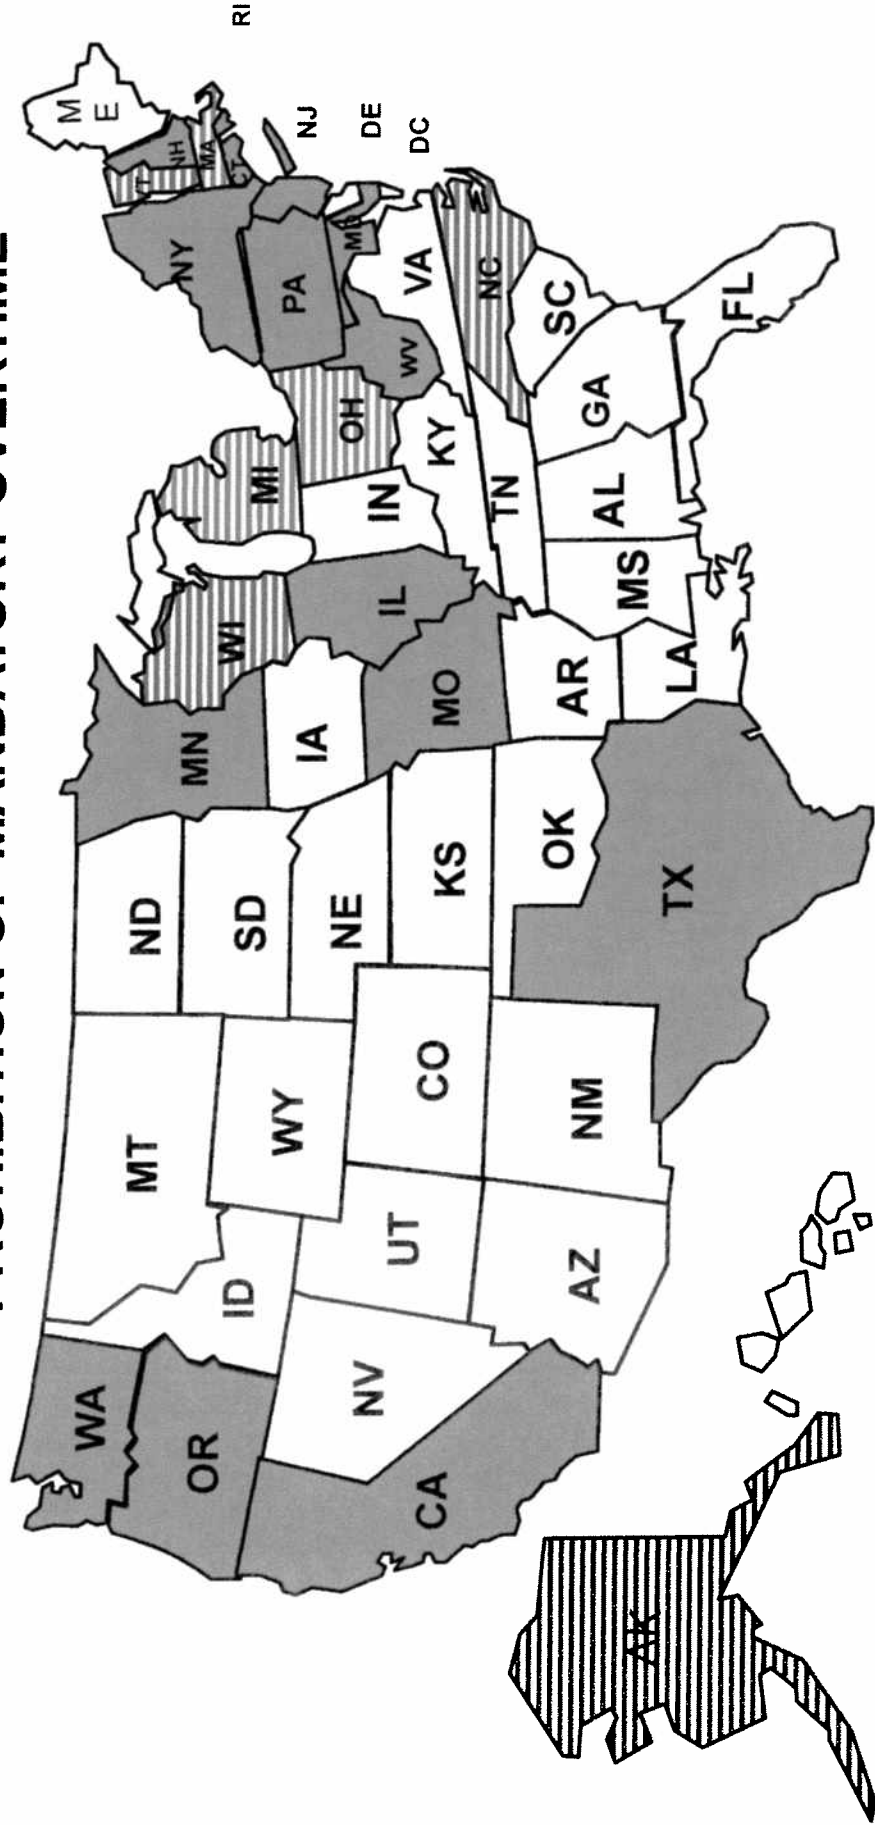 PROHIBITION OF MANDATORY OVERTIME
WA
MT
ND
MN
ME
VT
NH
OR
ID
SD
WI
MI
NY
MA
CT
RI
WY
NE
IA
IL
IN
OH
PA
NJ
NV
UT
CO
KS
MO
KY
WV
VA
MD
DE
DC
CA
AZ
NM
OK
AR
TN
NC
SC
TX
LA
MS
AL
GA
FL
AK